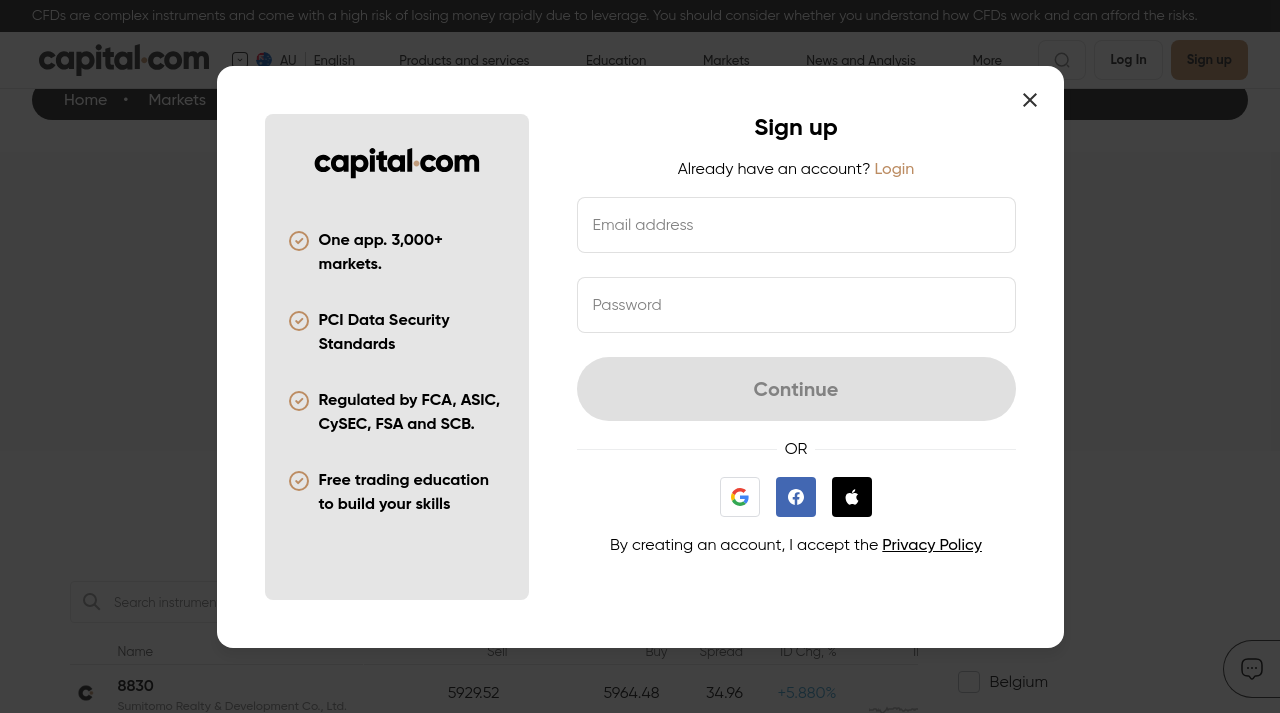 CFDs are complex instruments and come with a high risk of losing money rapidly due to leverage. You should consider whether you understand how CFDs work and can afford the risks.
capital.com
AU English Products and services Education Markets News and Analysis More Log In Sign up
Home • Markets
capital.com
One app. 3,000+
markets.
PCI Data Security
Standards
Regulated by FCA, ASIC,
CySEC, FSA and SCB.
Free trading education
to build your skills
Sign up
Already have an account? Login
Email address
Password
Continue
OR
By creating an account, I accept the Privacy Policy
Search instrumen
Name Sell Buy Spread 1D Chg, %
8830 5929.52 5964.48 34.96 +5.880%
Sumitomo Realty & Development Co., Ltd.
Belgium